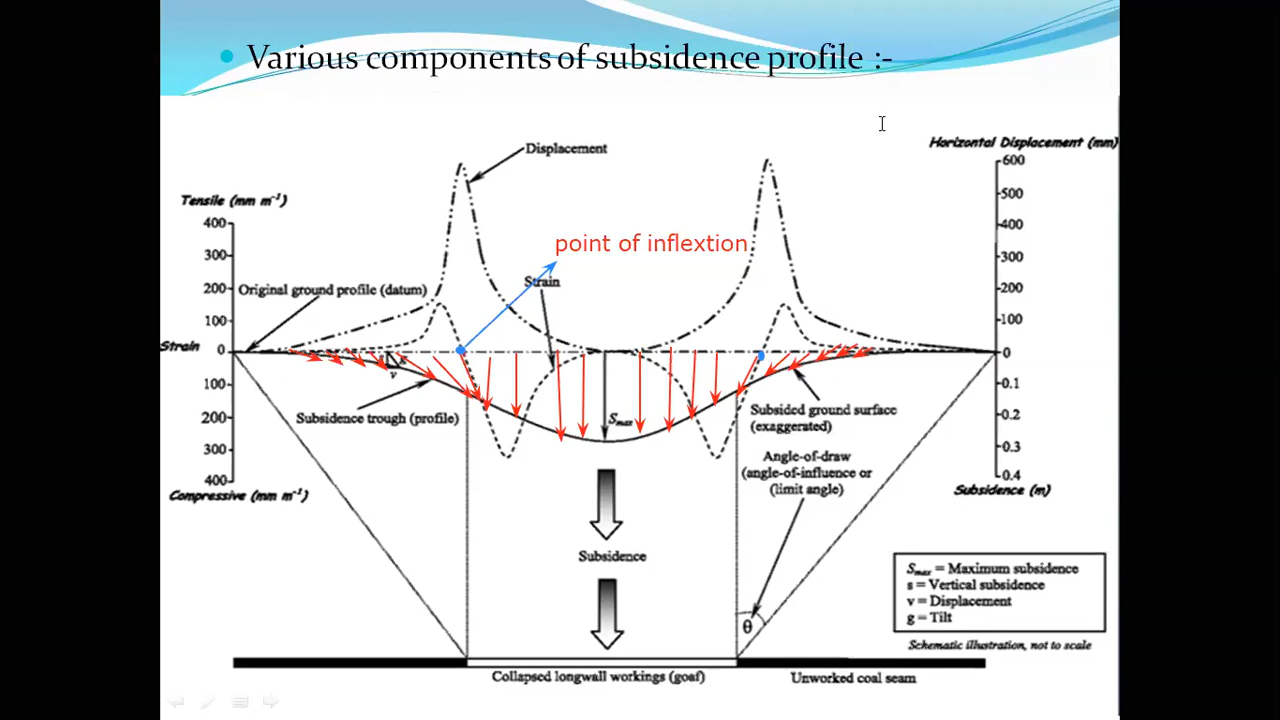 Various components of subsidence profile :-
Displacement
Horizontal Displacement (mm)
600
Tensile (mm m⁻¹)
500
400
400
point of inflextion
300
300
Strain
Original ground profile (datum)
200
200
100
100
Strain
0
0
v
100
0.1
Subsidence trough (profile)
Smax
Subsided ground surface
(exaggerated)
200
0.2
300
0.3
Angle-of-draw
(angle-of-influence or
(limit angle)
400
0.4
Compressive (mm m⁻¹)
Subsidence (m)
Subsidence
Smax = Maximum subsidence
s = Vertical subsidence
v = Displacement
g = Tilt
θ
Schematic illustration, not to scale
Collapsed longwall workings (goaf)
Unworked coal seam